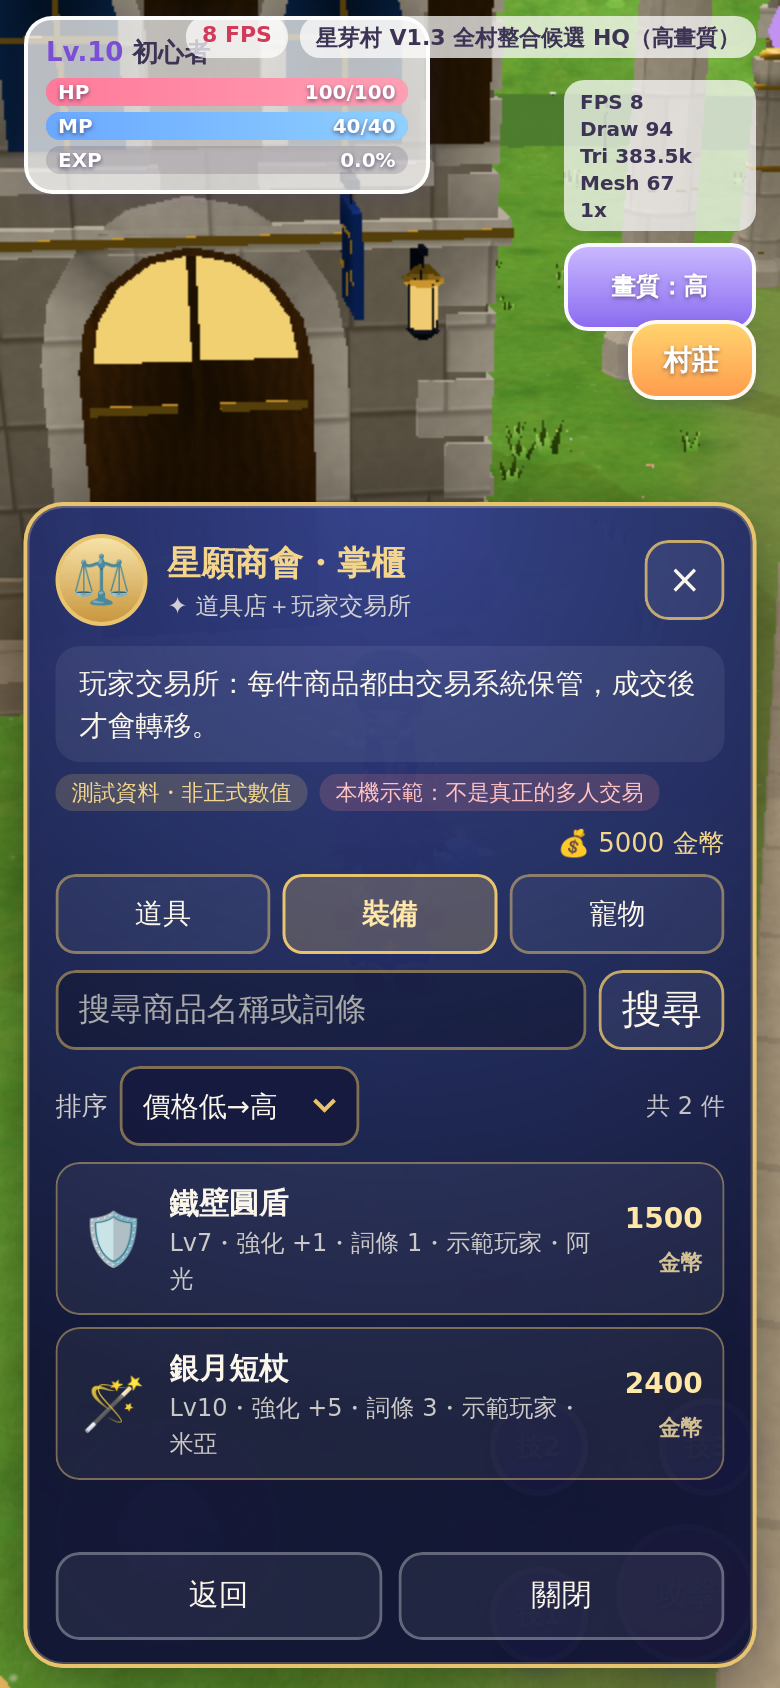 8 FPS
星芽村 V1.3 全村整合候選 HQ（高畫質）
Lv.10 初心者
HP 100/100
MP 40/40
EXP 0.0%
FPS 8
Draw 94
Tri 383.5k
Mesh 67
1x
畫質：高
村莊
星願商會・掌櫃
✦ 道具店＋玩家交易所
×
玩家交易所：每件商品都由交易系統保管，成交後
才會轉移。
測試資料・非正式數值
本機示範：不是真正的多人交易
💰 5000 金幣
道具
裝備
寵物
搜尋商品名稱或詞條
搜尋
排序
價格低→高
共 2 件
鐵壁圓盾
Lv7・強化 +1・詞條 1・示範玩家・阿
光
1500
金幣
銀月短杖
Lv10・強化 +5・詞條 3・示範玩家・
米亞
2400
金幣
技2
返回
關閉